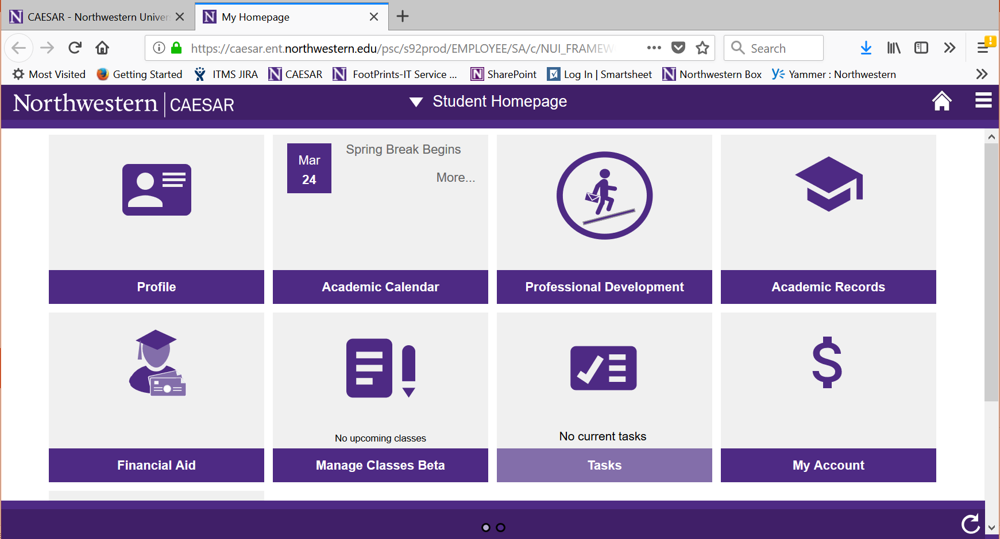 CAESAR - Northwestern Univer
My Homepage
https://caesar.ent.northwestern.edu/psc/s92prod/EMPLOYEE/SA/c/NUI_FRAMEW
Search
Most Visited
Getting Started
ITMS JIRA
CAESAR
FootPrints-IT Service ...
SharePoint
Log In | Smartsheet
Northwestern Box
Yammer : Northwestern
Northwestern | CAESAR
Student Homepage
Profile
Mar
24
Spring Break Begins
More...
Academic Calendar
Professional Development
Academic Records
Financial Aid
No upcoming classes
Manage Classes Beta
No current tasks
Tasks
$
My Account